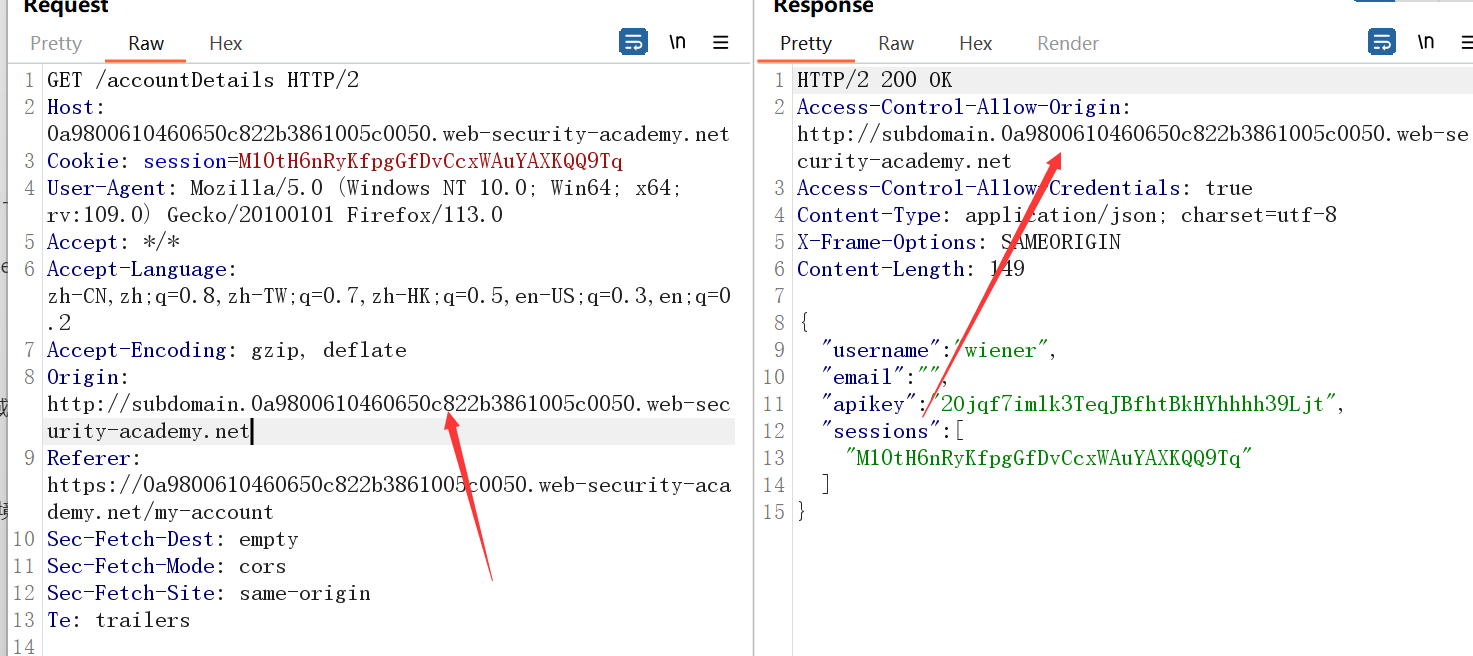 Request
Pretty Raw Hex \n
1 GET /accountDetails HTTP/2
2 Host:
0a9800610460650c822b3861005c0050.web-security-academy.net
3 Cookie: session=M1OtH6nRyKfpgGfDvCcxWAuYAXKQQ9Tq
4 User-Agent: Mozilla/5.0 (Windows NT 10.0; Win64; x64;
rv:109.0) Gecko/20100101 Firefox/113.0
5 Accept: */*
6 Accept-Language:
zh-CN,zh;q=0.8,zh-TW;q=0.7,zh-HK;q=0.5,en-US;q=0.3,en;q=0
.2
7 Accept-Encoding: gzip, deflate
8 Origin:
http://subdomain.0a9800610460650c822b3861005c0050.web-sec
urity-academy.net
9 Referer:
https://0a9800610460650c822b3861005c0050.web-security-aca
demy.net/my-account
10 Sec-Fetch-Dest: empty
11 Sec-Fetch-Mode: cors
12 Sec-Fetch-Site: same-origin
13 Te: trailers
14
Response
Pretty Raw Hex Render \n
1 HTTP/2 200 OK
2 Access-Control-Allow-Origin:
http://subdomain.0a9800610460650c822b3861005c0050.web-se
curity-academy.net
3 Access-Control-Allow-Credentials: true
4 Content-Type: application/json; charset=utf-8
5 X-Frame-Options: SAMEORIGIN
6 Content-Length: 149
7
8 {
9 "username":"wiener",
10 "email":"",
11 "apikey":"20jqf7imlk3TeqJBfhtBkHYhhhh39Ljt",
12 "sessions":[
13 "M1OtH6nRyKfpgGfDvCcxWAuYAXKQQ9Tq"
14 ]
15 }